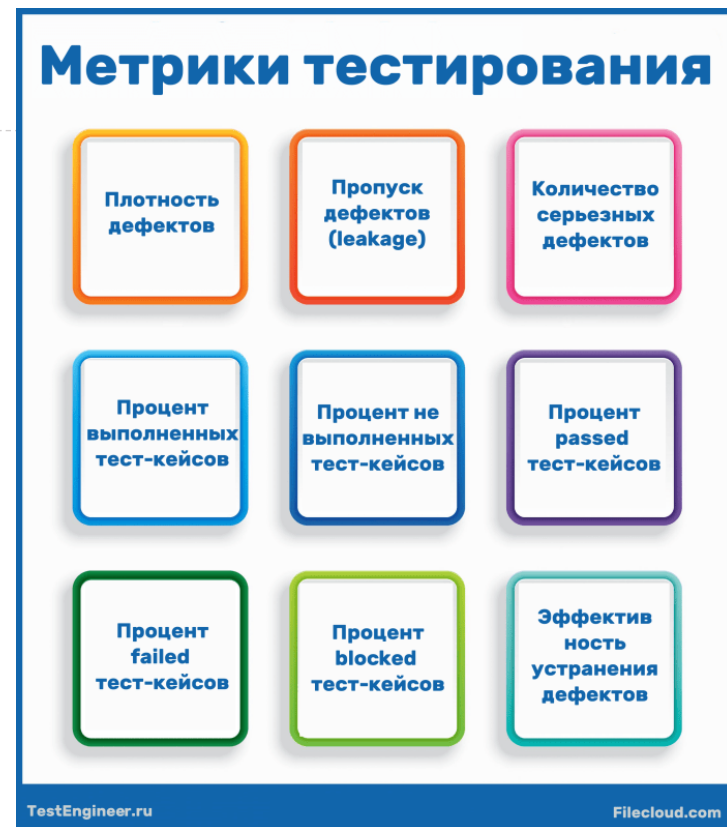 Метрики тестирования
Плотность
дефектов
Пропуск
дефектов
(leakage)
Количество
серьезных
дефектов
Процент
выполненных
тест-кейсов
Процент не
выполненных
тест-кейсов
Процент
passed
тест-кейсов
Процент
failed
тест-кейсов
Процент
blocked
тест-кейсов
Эффектив
ность
устранения
дефектов
TestEngineer.ru
Filecloud.com